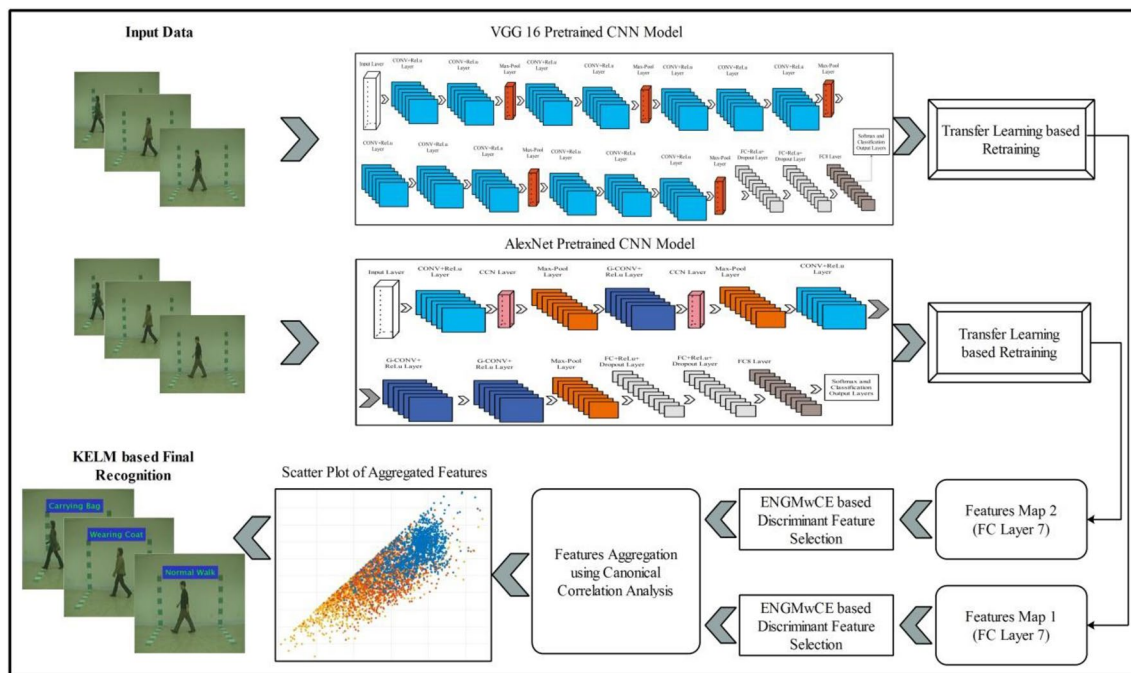 Input Data
VGG 16 Pretrained CNN Model
Input Layer
CONV+ReLu
Layer
CONV+ReLu
Layer
Max-Pool
Layer
CONV+ReLu
Layer
CONV+ReLu
Layer
Max-Pool
Layer
CONV+ReLu
Layer
CONV+ReLu
Layer
CONV+ReLu
Layer
Max-Pool
Layer
CONV+ReLu
Layer
CONV+ReLu
Layer
CONV+ReLu
Layer
Max-Pool
Layer
CONV+ReLu
Layer
CONV+ReLu
Layer
CONV+ReLu
Layer
Max-Pool
Layer
FC+ReLu+
Dropout Layer
FC+ReLu+
Dropout Layer
FC8 Layer
Softmax and
Classification
Output Layers
Transfer Learning based
Retraining
AlexNet Pretrained CNN Model
Input Layer
CONV+ReLu
Layer
CCN Layer
Max-Pool
Layer
G-CONV+
ReLu Layer
CCN Layer
Max-Pool
Layer
CONV+ReLu
Layer
G-CONV+
ReLu Layer
G-CONV+
ReLu Layer
Max-Pool
Layer
FC+ReLu+
Dropout Layer
FC+ReLu+
Dropout Layer
FC8 Layer
Softmax and
Classification
Output Layers
Transfer Learning
based Retraining
KELM based Final
Recognition
Carrying Bag
Wearing Coat
Normal Walk
Scatter Plot of Aggregated Features
Features Aggregation
using Canonical
Correlation Analysis
ENGMwCE based
Discriminant Feature
Selection
Features Map 2
(FC Layer 7)
ENGMwCE based
Discriminant Feature
Selection
Features Map 1
(FC Layer 7)